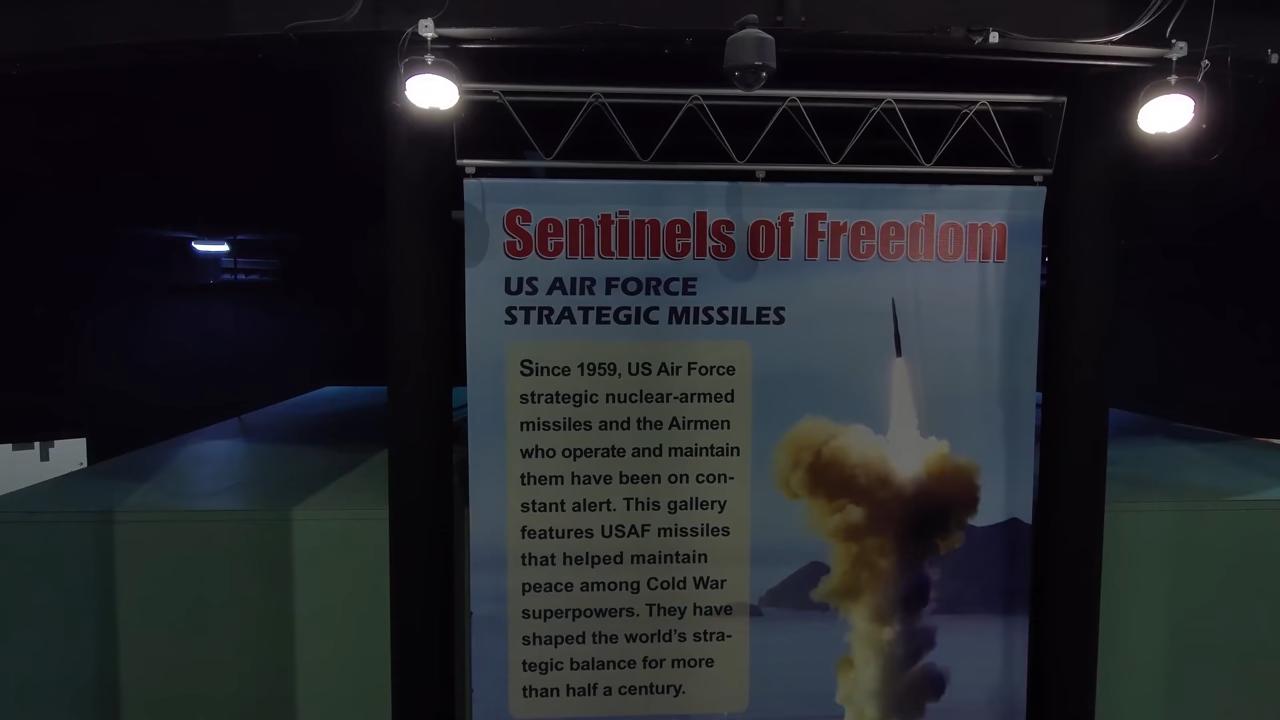 Sentinels of Freedom
US AIR FORCE
STRATEGIC MISSILES
Since 1959, US Air Force
strategic nuclear-armed
missiles and the Airmen
who operate and maintain
them have been on con-
stant alert. This gallery
features USAF missiles
that helped maintain
peace among Cold War
superpowers. They have
shaped the world's stra-
tegic balance for more
than half a century.